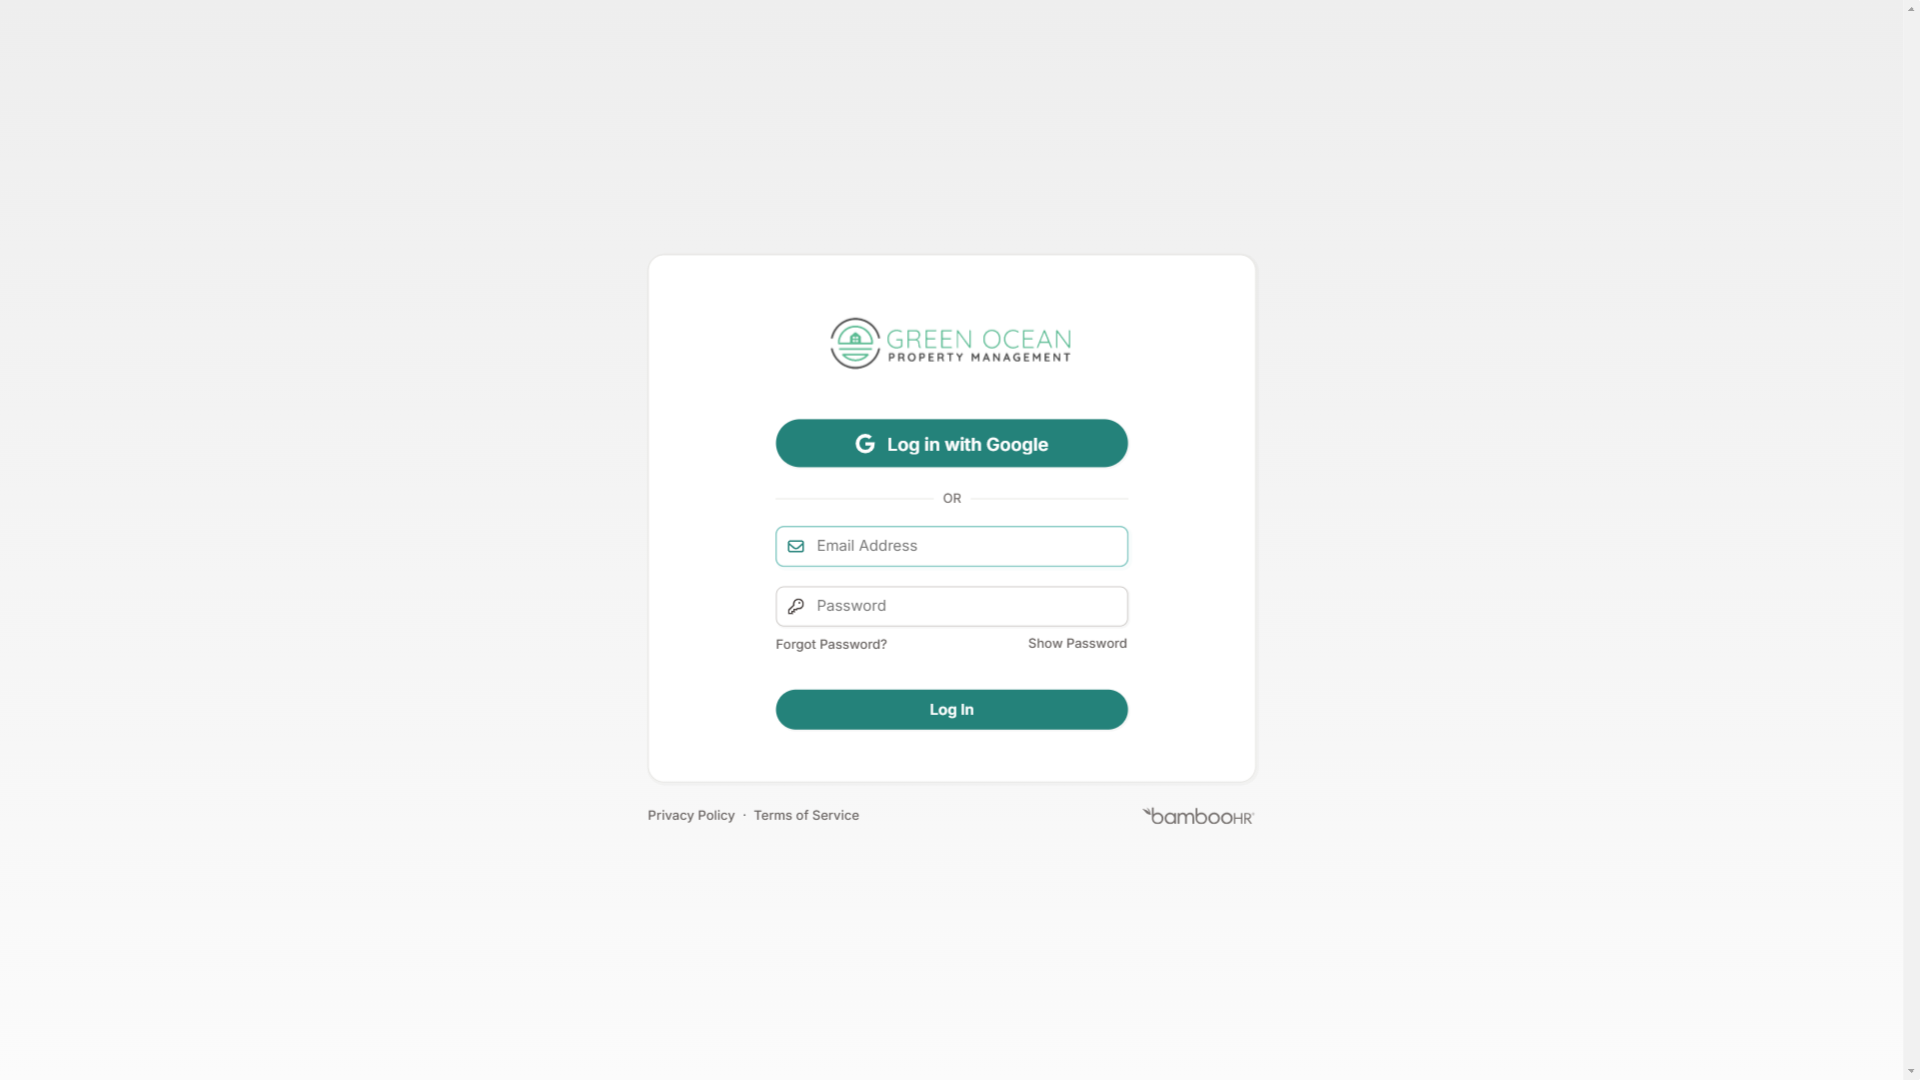 GREEN OCEAN
PROPERTY MANAGEMENT
G Log in with Google
OR
Email Address
Password
Forgot Password? Show Password
Log In
Privacy Policy · Terms of Service bambooHR